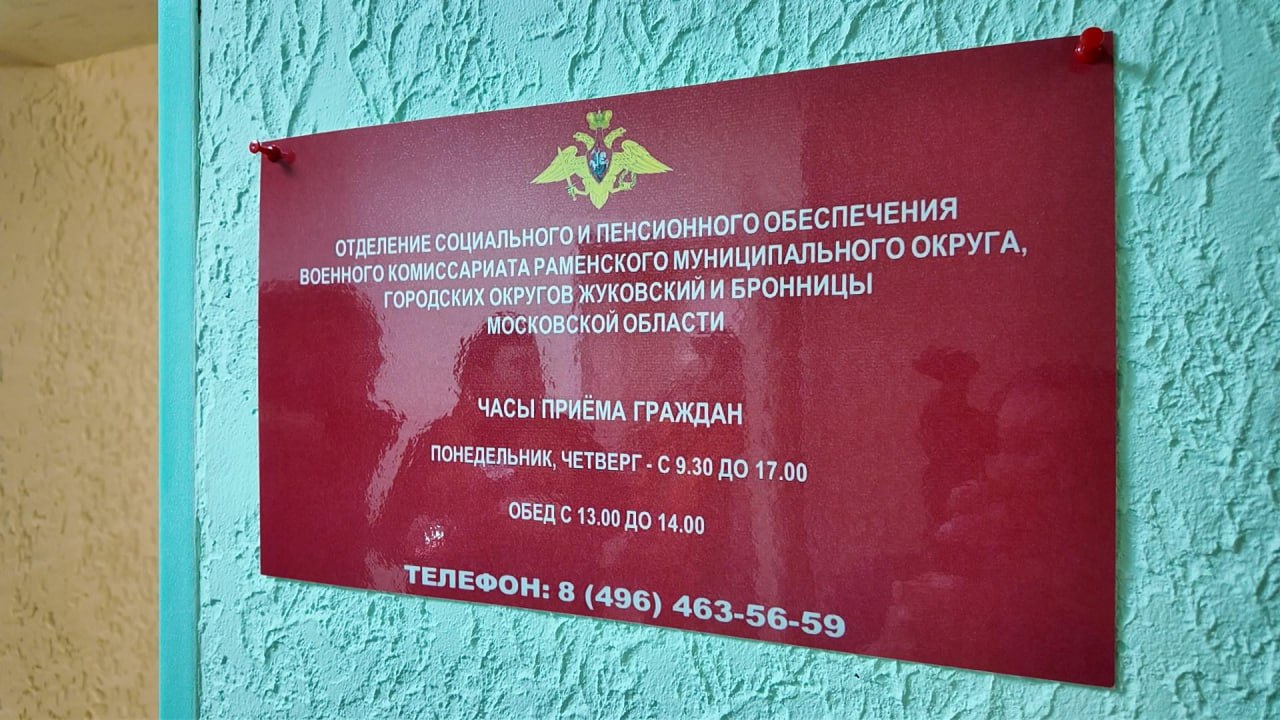 ОТДЕЛЕНИЕ СОЦИАЛЬНОГО И ПЕНСИОННОГО ОБЕСПЕЧЕНИЯ
ВОЕННОГО КОМИССАРИАТА РАМЕНСКОГО МУНИЦИПАЛЬНОГО ОКРУГА,
ГОРОДСКИХ ОКРУГОВ ЖУКОВСКИЙ И БРОННИЦЫ
МОСКОВСКОЙ ОБЛАСТИ
ЧАСЫ ПРИЁМА ГРАЖДАН
ПОНЕДЕЛЬНИК, ЧЕТВЕРГ - С 9.30 ДО 17.00
ОБЕД С 13.00 ДО 14.00
ТЕЛЕФОН: 8 (496) 463-56-59